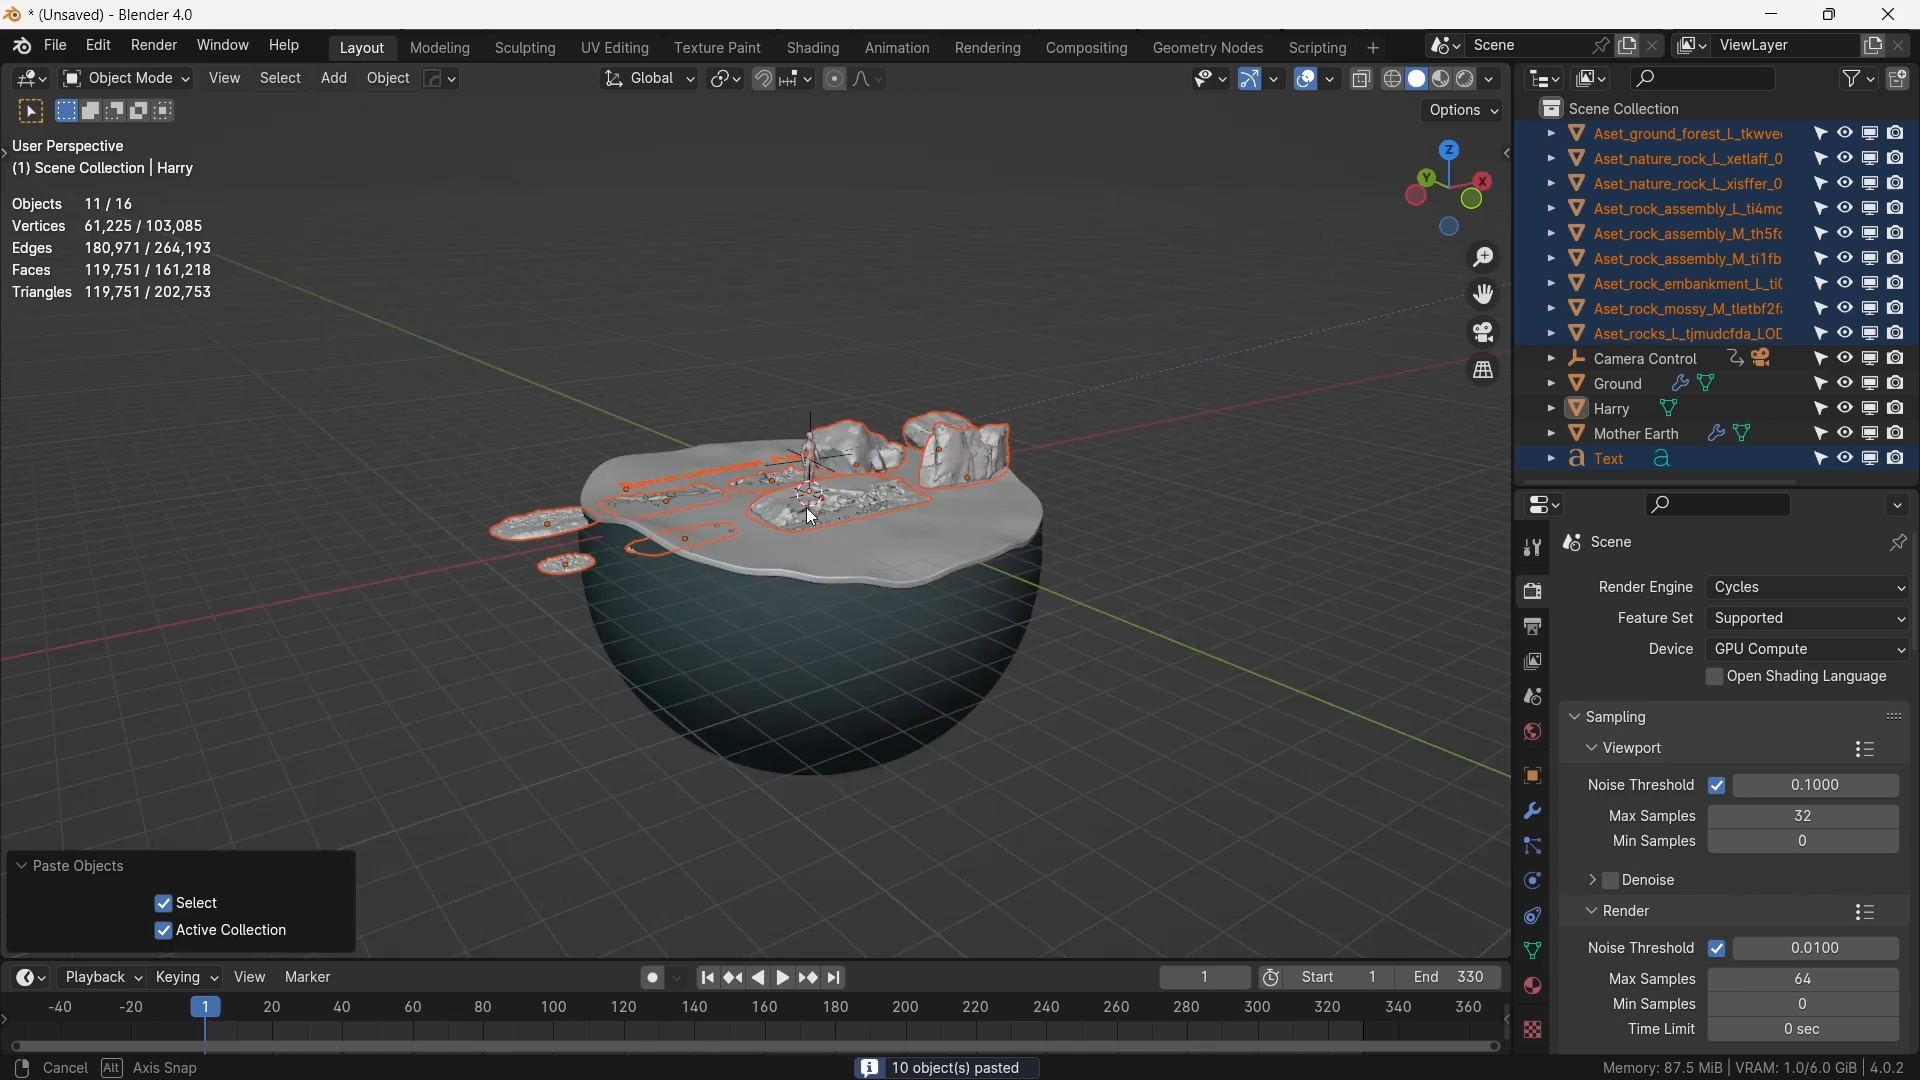 * (Unsaved) - Blender 4.0
File Edit Render Window Help
Layout Modeling Sculpting UV Editing Texture Paint Shading Animation Rendering Compositing Geometry Nodes Scripting +
Scene
ViewLayer
Object Mode View Select Add Object
Global
Options
User Perspective
(1) Scene Collection | Harry
Objects 11 / 16
Vertices 61,225 / 103,085
Edges 180,971 / 264,193
Faces 119,751 / 161,218
Triangles 119,751 / 202,753
Z
Y
X
Scene Collection
Aset_ground_forest_L_tkwve
Aset_nature_rock_L_xetlaff_0
Aset_nature_rock_L_xisffer_0
Aset_rock_assembly_L_ti4mc
Aset_rock_assembly_M_th5fc
Aset_rock_assembly_M_ti1fb
Aset_rock_embankment_L_ti
Aset_rock_mossy_M_tletbf2f
Aset_rocks_L_tjmudcfda_LOD
Camera Control
Ground
Harry
Mother Earth
a Text a
Scene
Render Engine Cycles
Feature Set Supported
Device GPU Compute
Open Shading Language
Sampling
Viewport
Noise Threshold 0.1000
Max Samples 32
Min Samples 0
Denoise
Render
Noise Threshold 0.0100
Max Samples 64
Min Samples 0
Time Limit 0 sec
Paste Objects
Select
Active Collection
Playback Keying View Marker
1 Start 1 End 330
-40 -20 1 20 40 60 80 100 120 140 160 180 200 220 240 260 280 300 320 340 360
Cancel Alt Axis Snap
10 object(s) pasted
Memory: 87.5 MiB | VRAM: 1.0/6.0 GiB | 4.0.2